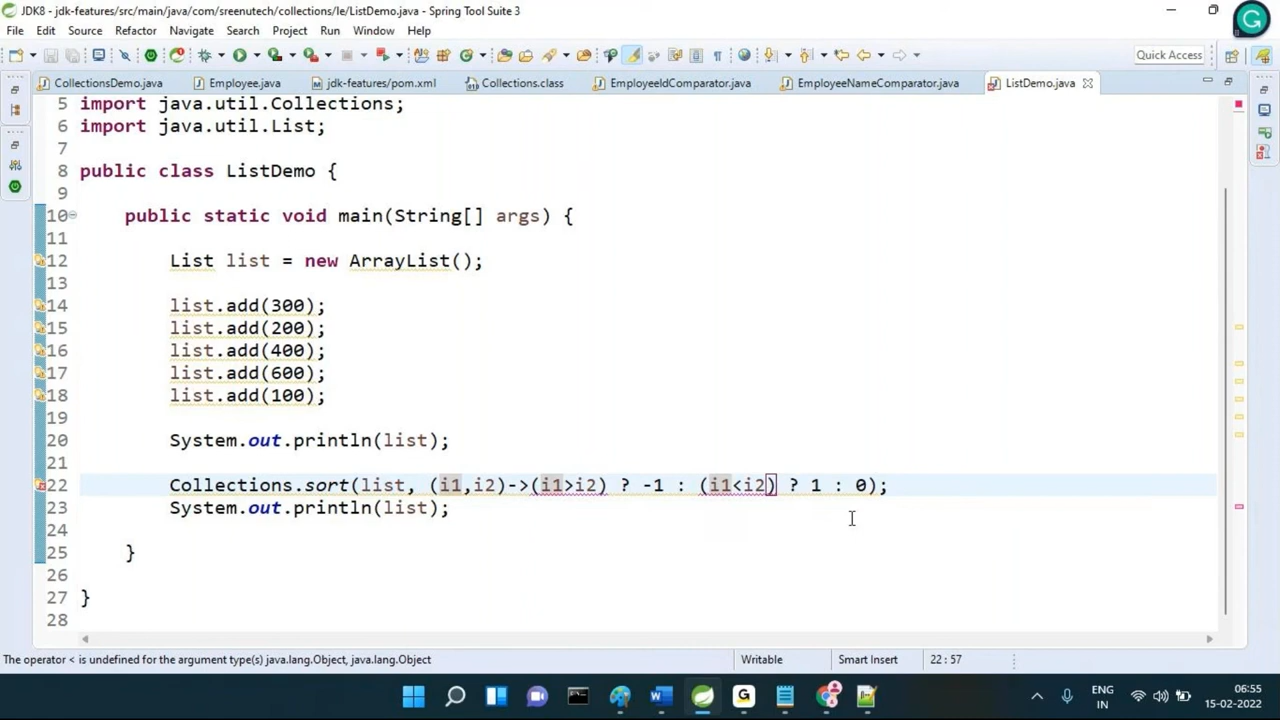 JDK8 - jdk-features/src/main/java/com/sreenutech/collections/le/ListDemo.java - Spring Tool Suite 3
File Edit Source Refactor Navigate Search Project Run Window Help
Quick Access
CollectionsDemo.java Employee.java jdk-features/pom.xml Collections.class EmployeeIdComparator.java EmployeeNameComparator.java ListDemo.java
5 import java.util.Collections;
6 import java.util.List;
7
8 public class ListDemo {
9
10 public static void main(String[] args) {
11
12 List list = new ArrayList();
13
14 list.add(300);
15 list.add(200);
16 list.add(400);
17 list.add(600);
18 list.add(100);
19
20 System.out.println(list);
21
22 Collections.sort(list, (i1,i2)->(i1>i2) ? -1 : (i1<i2) ? 1 : 0);
23 System.out.println(list);
24
25 }
26
27 }
28
The operator < is undefined for the argument type(s) java.lang.Object, java.lang.Object Writable Smart Insert 22 : 57
ENG 06:55
IN 15-02-2022